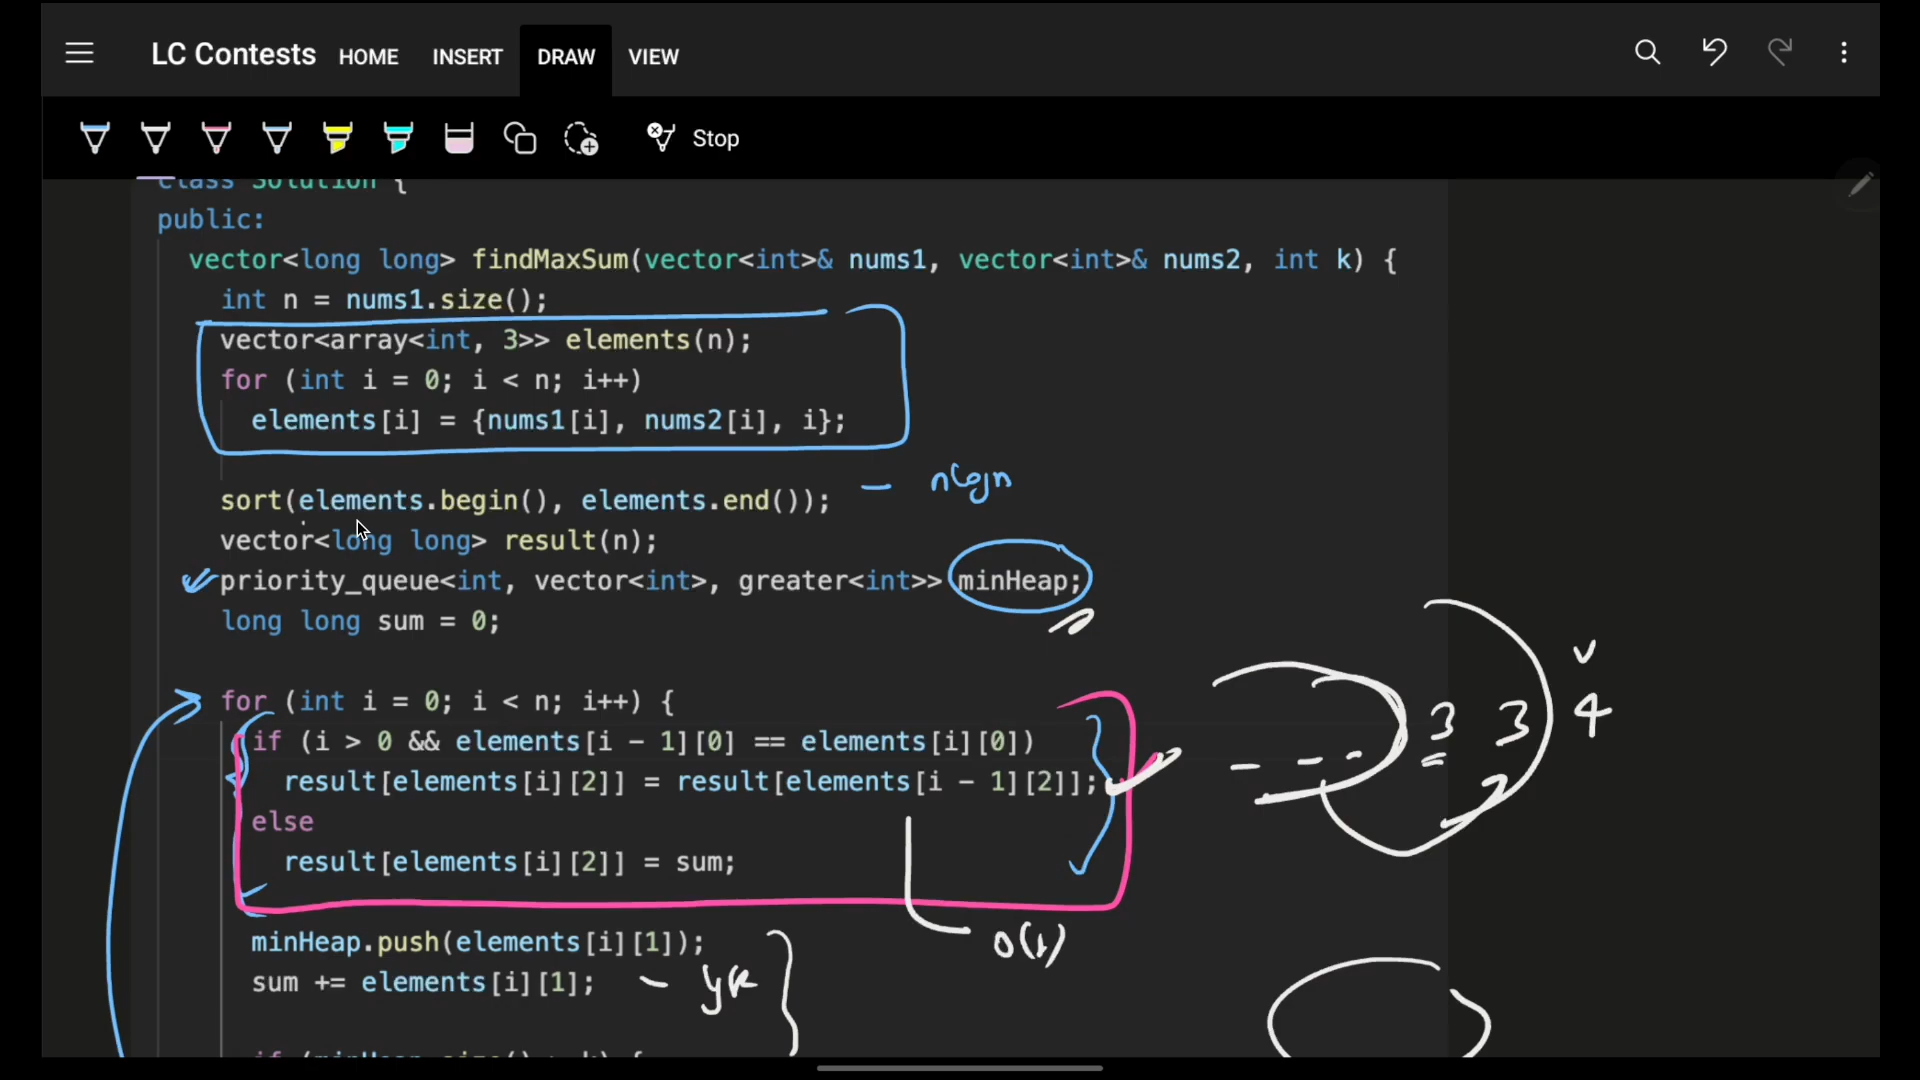 LC Contests HOME INSERT DRAW VIEW
Stop
class Solution {
public:
vector<long long> findMaxSum(vector<int>& nums1, vector<int>& nums2, int k) {
int n = nums1.size();
vector<array<int, 3>> elements(n);
for (int i = 0; i < n; i++)
elements[i] = {nums1[i], nums2[i], i};
sort(elements.begin(), elements.end()); - nlogn
vector<long long> result(n);
priority_queue<int, vector<int>, greater<int>> minHeap;
long long sum = 0;
for (int i = 0; i < n; i++) {
if (i > 0 && elements[i - 1][0] == elements[i][0])
result[elements[i][2]] = result[elements[i - 1][2]];
else
result[elements[i][2]] = sum;
3 3 4
O(1)
minHeap.push(elements[i][1]);
sum += elements[i][1];